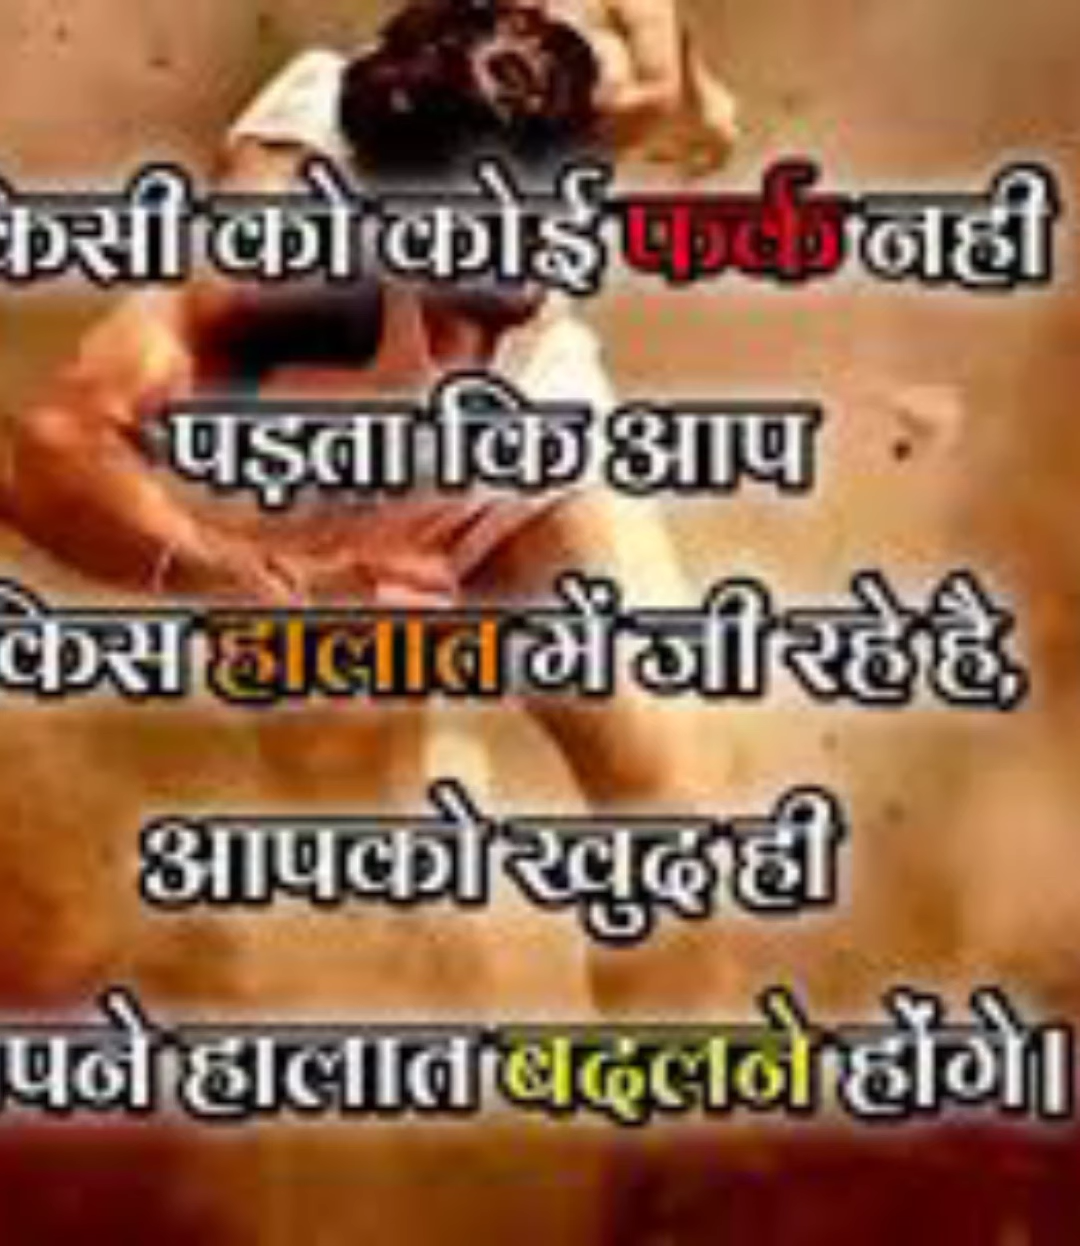 किसी को कोई फर्क नही
पड़ता कि आप
किस हालात में जी रहे है,
आपको खुद ही
पने हालात बदलने होंगे।